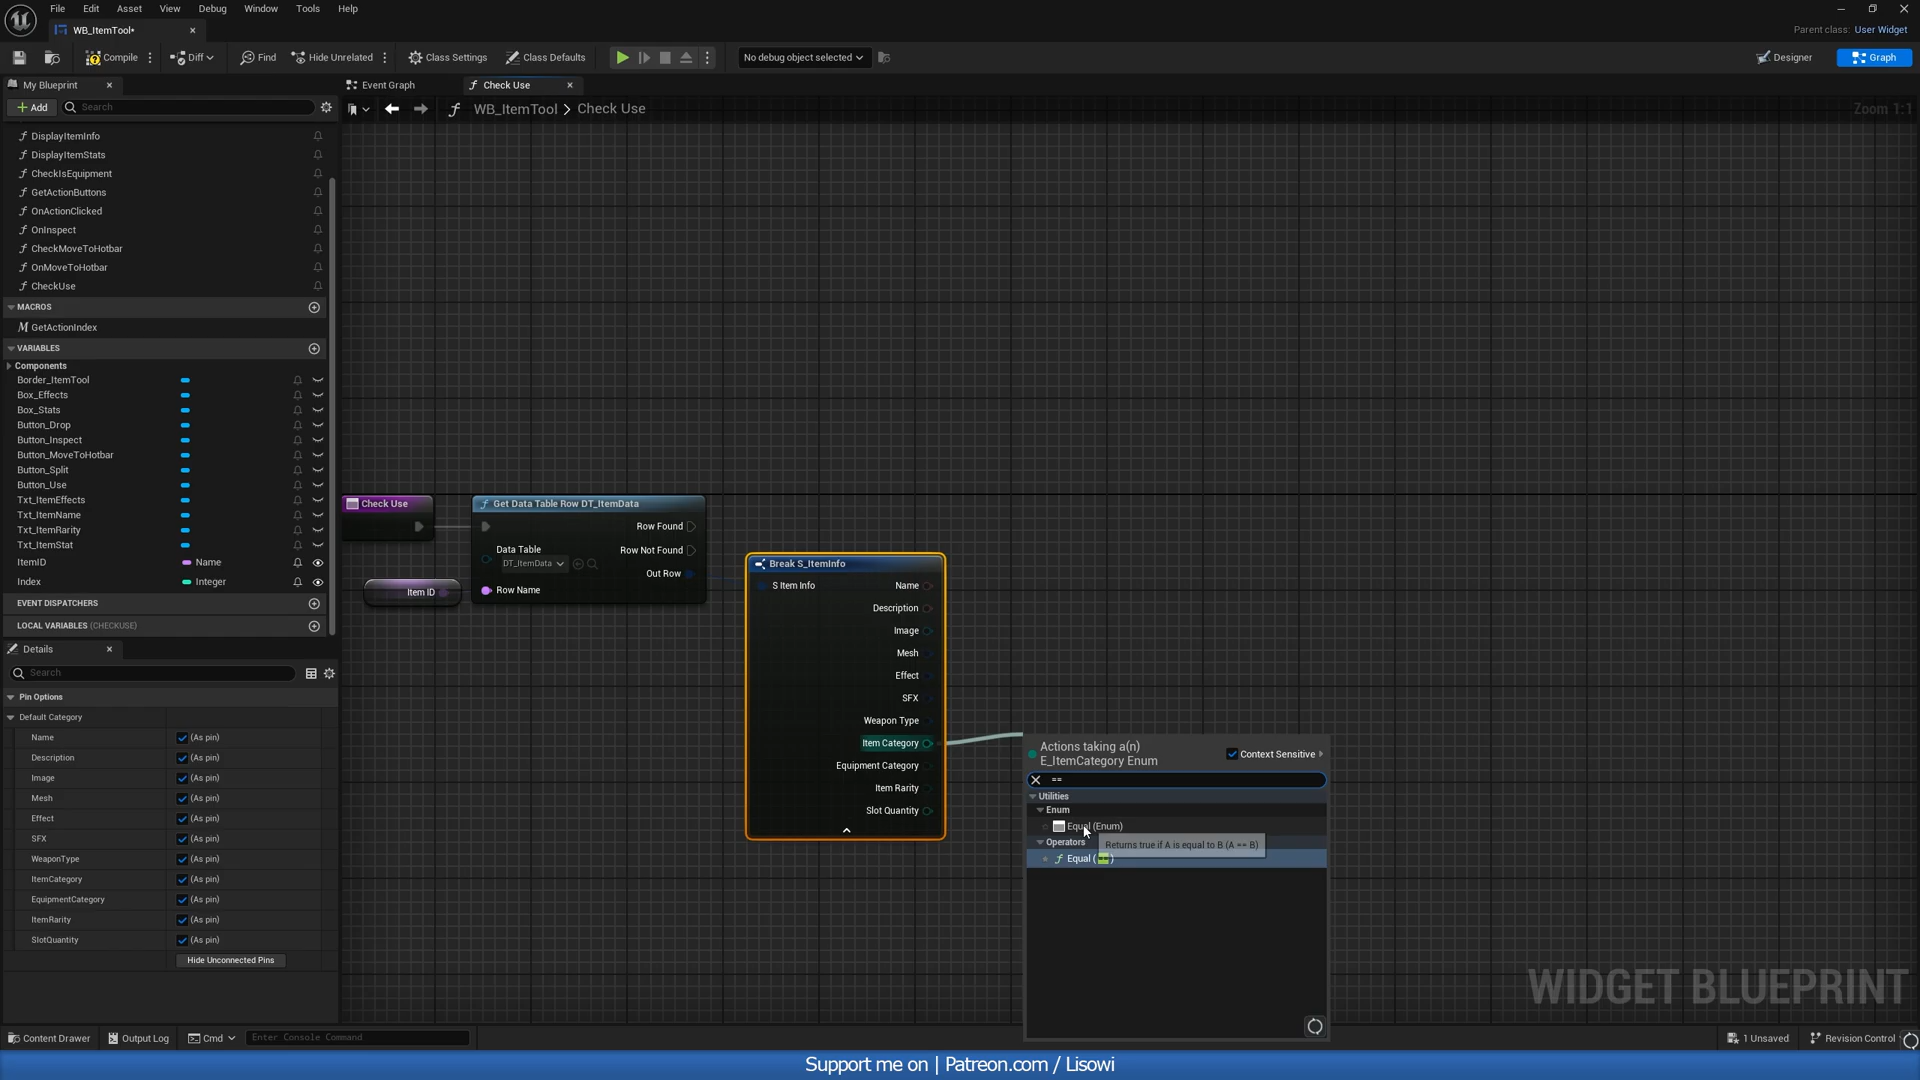 File Edit Asset View Debug Window Tools Help
WB_ItemTool*
Parent class: User Widget
Compile Diff Find Hide Unrelated Class Settings Class Defaults No debug object selected Designer Graph
My Blueprint
Event Graph Check Use
Add Search
WB_ItemTool > Check Use
Zoom 1:1
DisplayItemInfo
DisplayItemStats
CheckIsEquipment
GetActionButtons
OnActionClicked
OnInspect
CheckMoveToHotbar
OnMoveToHotbar
CheckUse
MACROS
GetActionIndex
VARIABLES
Components
Border_ItemTool
Box_Effects
Box_Stats
Button_Drop
Button_Inspect
Button_MoveToHotbar
Button_Split
Button_Use
Txt_ItemEffects
Txt_ItemName
Txt_ItemRarity
Txt_ItemStat
ItemID Name
Index Integer
EVENT DISPATCHERS
LOCAL VARIABLES (CHECKUSE)
Details
Search
Pin Options
Default Category
Name (As pin)
Description (As pin)
Image (As pin)
Mesh (As pin)
Effect (As pin)
SFX (As pin)
WeaponType (As pin)
ItemCategory (As pin)
EquipmentCategory (As pin)
ItemRarity (As pin)
SlotQuantity (As pin)
Hide Unconnected Pins
Check Use
Get Data Table Row DT_ItemData
Row Found
Data Table
DT_ItemData
Row Not Found
Out Row
Row Name
Item ID
Break S_ItemInfo
S Item Info
Name
Description
Image
Mesh
Effect
SFX
Weapon Type
Item Category
Equipment Category
Item Rarity
Slot Quantity
Actions taking a(n)
E_ItemCategory Enum
Context Sensitive
==
Utilities
Enum
Equal (Enum)
Operators
Returns true if A is equal to B (A == B)
Equal (==)
WIDGET BLUEPRINT
Content Drawer Output Log Cmd Enter Console Command 1 Unsaved Revision Control
Support me on | Patreon.com / Lisowi